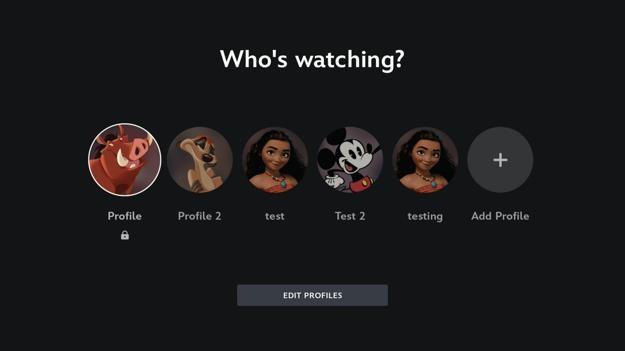 Who's watching?
Profile
Profile 2
test
Test 2
testing
Add Profile
EDIT PROFILES